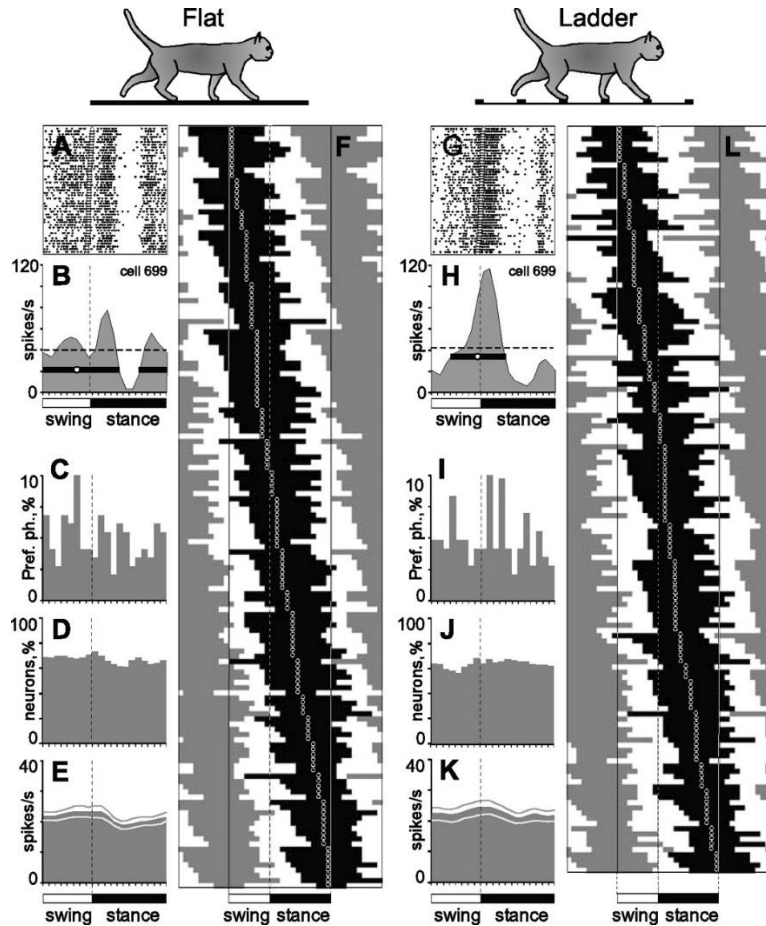 Flat
Ladder
A
F
G
L
120
B
cell 699
spikes/s
0
swing stance
120
H
cell 699
spikes/s
0
swing stance
10
C
Pref. ph., %
0
10
I
Pref. ph., %
0
100
D
neurons, %
0
100
J
neurons, %
0
40
E
spikes/s
0
swing stance
swing stance
40
K
spikes/s
0
swing stance
swing stance